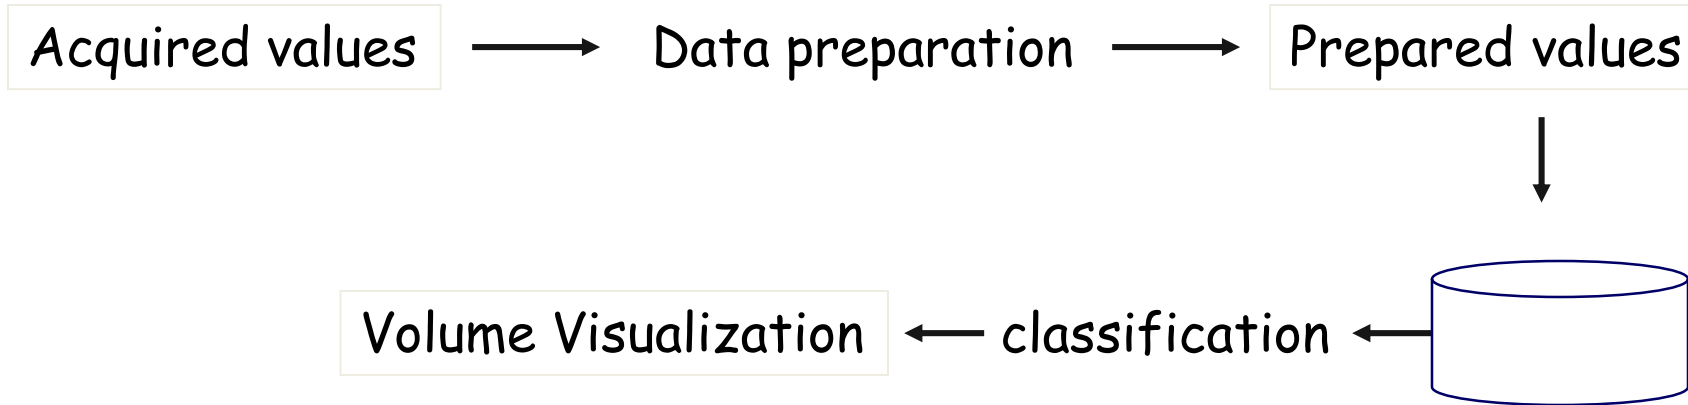 Acquired values
Data preparation
Prepared values
classification
Volume Visualization